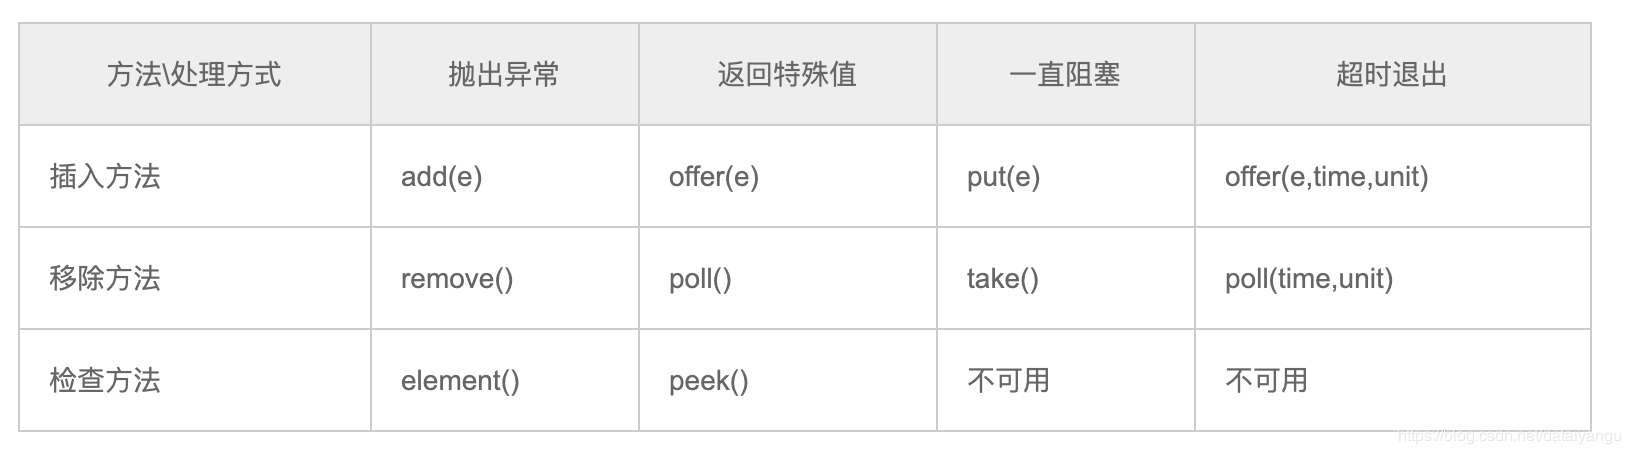 方法\处理方式 抛出异常 返回特殊值 一直阻塞 超时退出
插入方法 add(e) offer(e) put(e) offer(e,time,unit)
移除方法 remove() poll() take() poll(time,unit)
检查方法 element() peek() 不可用 不可用
https://blog.csdn.net/dataiyangu